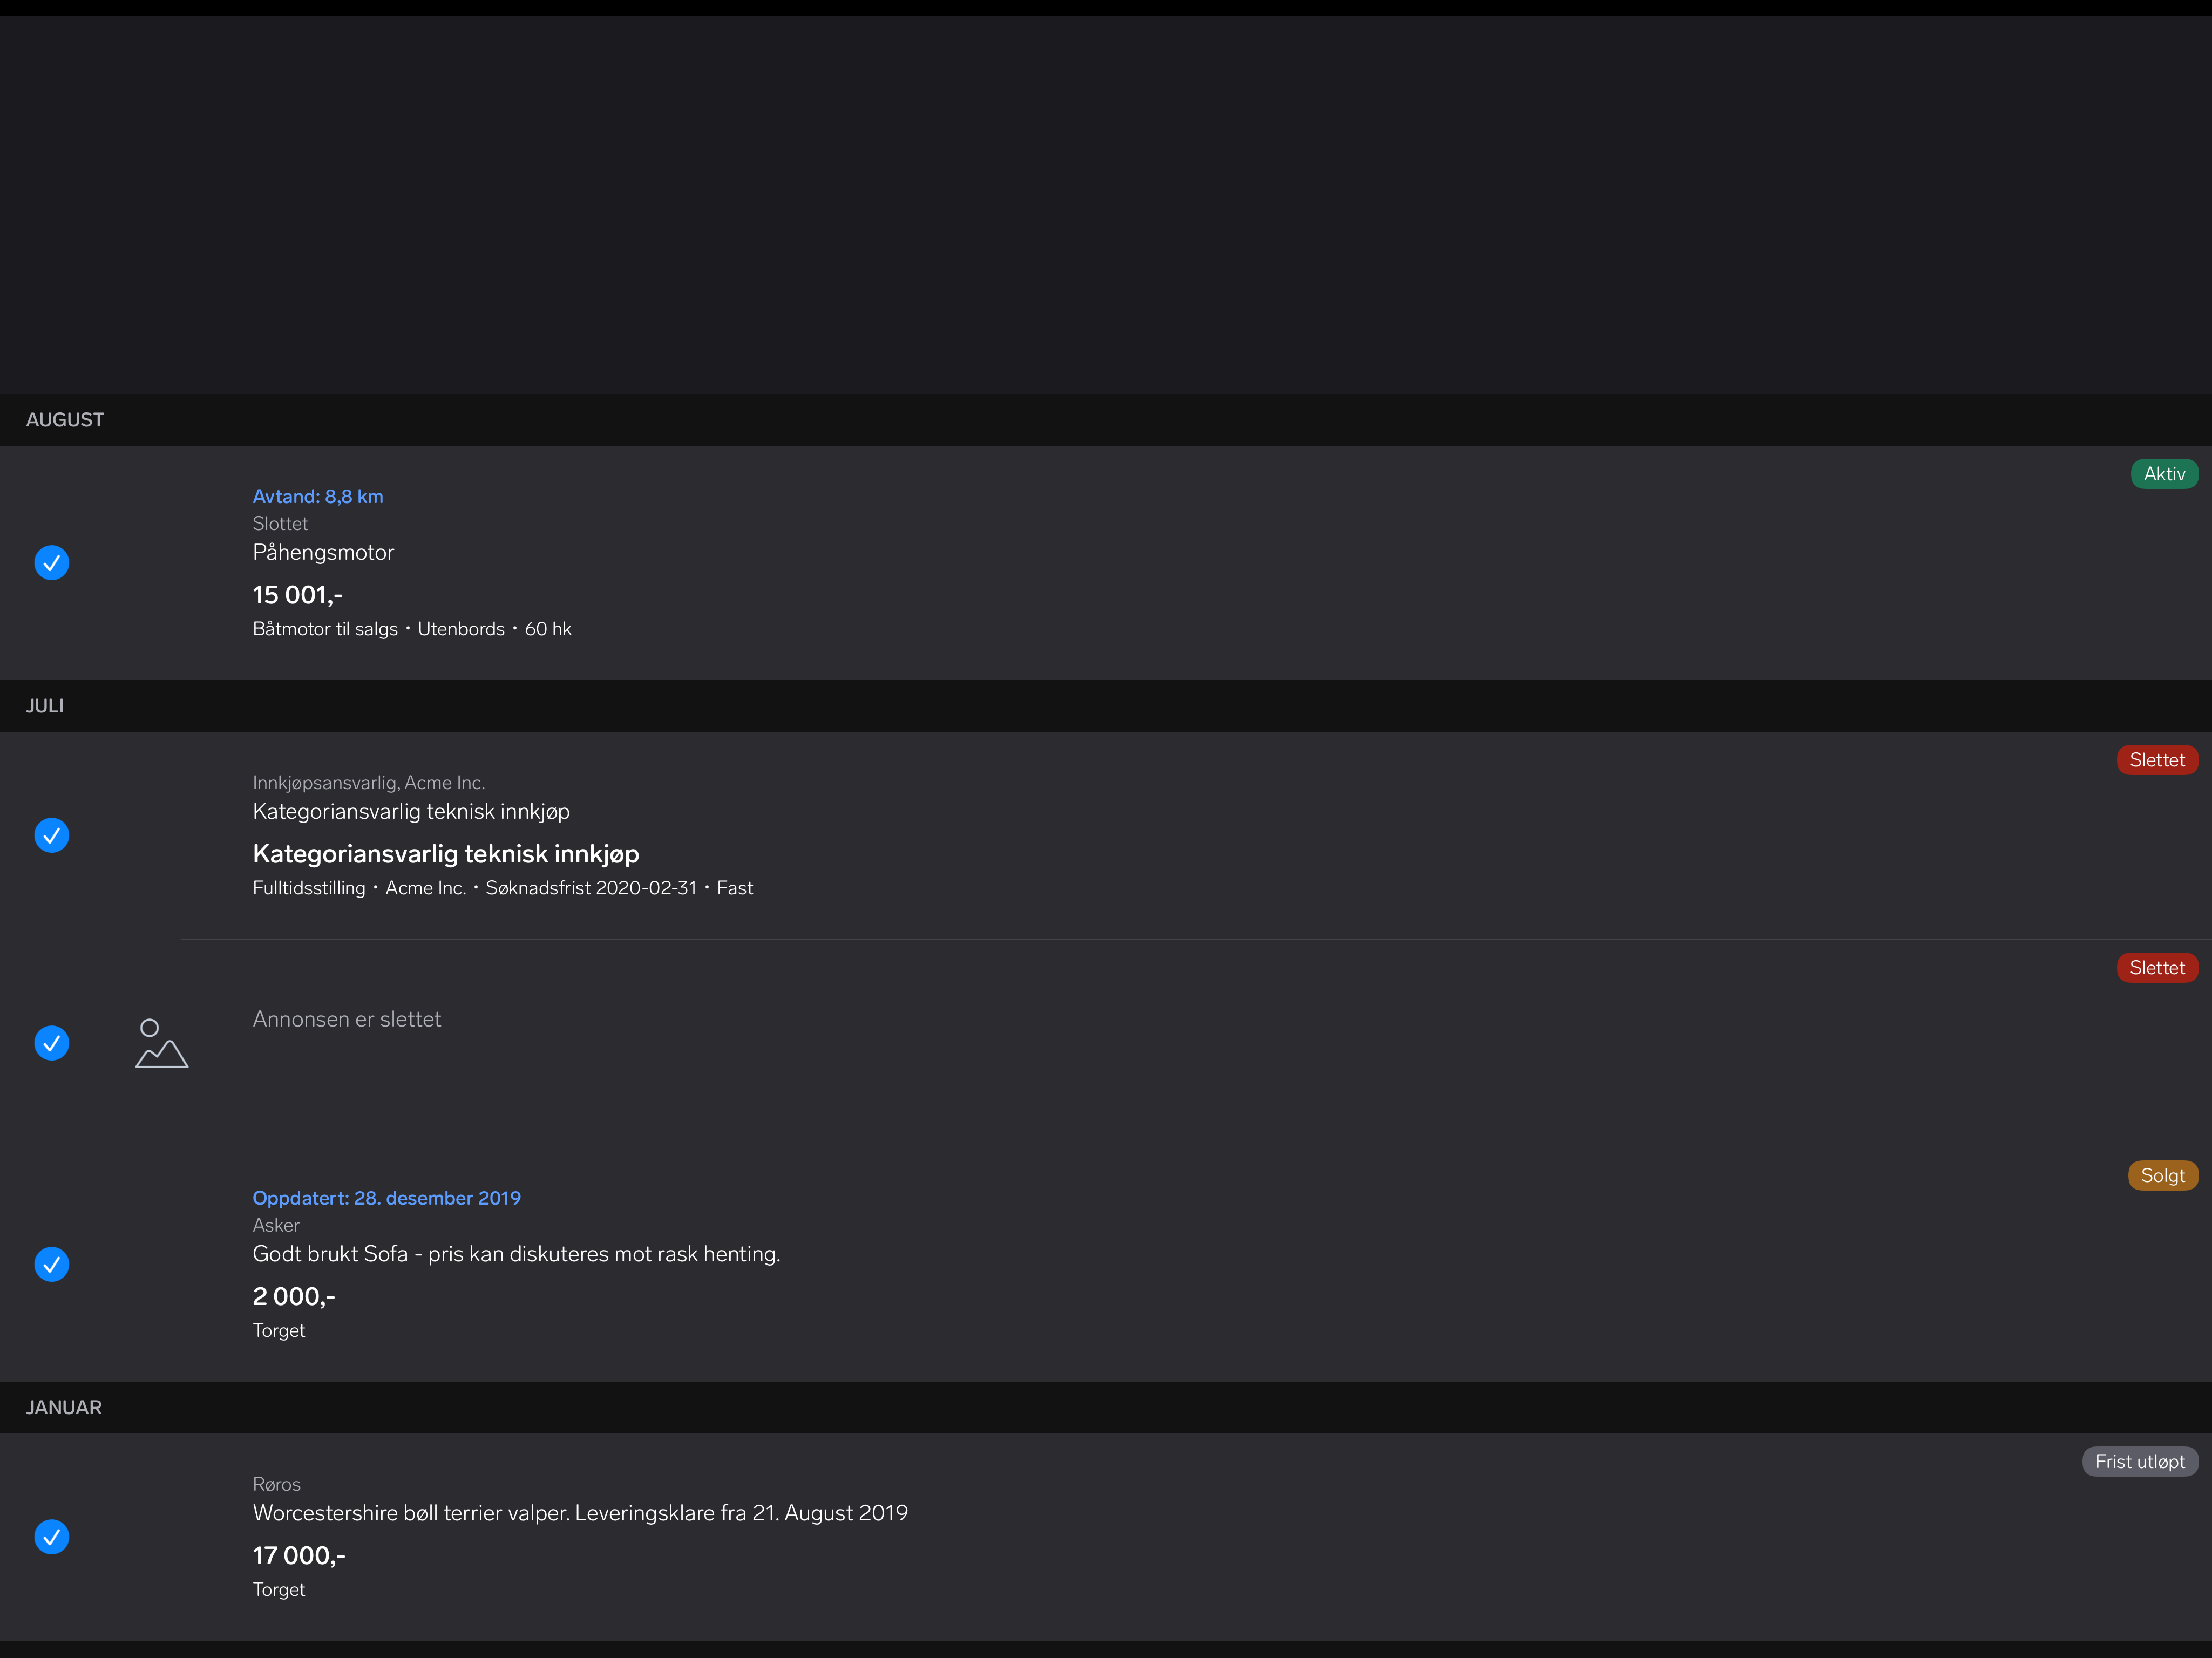 AUGUST
Aktiv
Avtand: 8,8 km
Slottet
Påhengsmotor
15 001,-
Båtmotor til salgs • Utenbords • 60 hk
JULI
Slettet
Innkjøpsansvarlig, Acme Inc.
Kategoriansvarlig teknisk innkjøp
Kategoriansvarlig teknisk innkjøp
Fulltidsstilling • Acme Inc. • Søknadsfrist 2020-02-31 • Fast
Slettet
Annonsen er slettet
Solgt
Oppdatert: 28. desember 2019
Asker
Godt brukt Sofa - pris kan diskuteres mot rask henting.
2 000,-
Torget
JANUAR
Frist utløpt
Røros
Worcestershire bøll terrier valper. Leveringsklare fra 21. August 2019
17 000,-
Torget